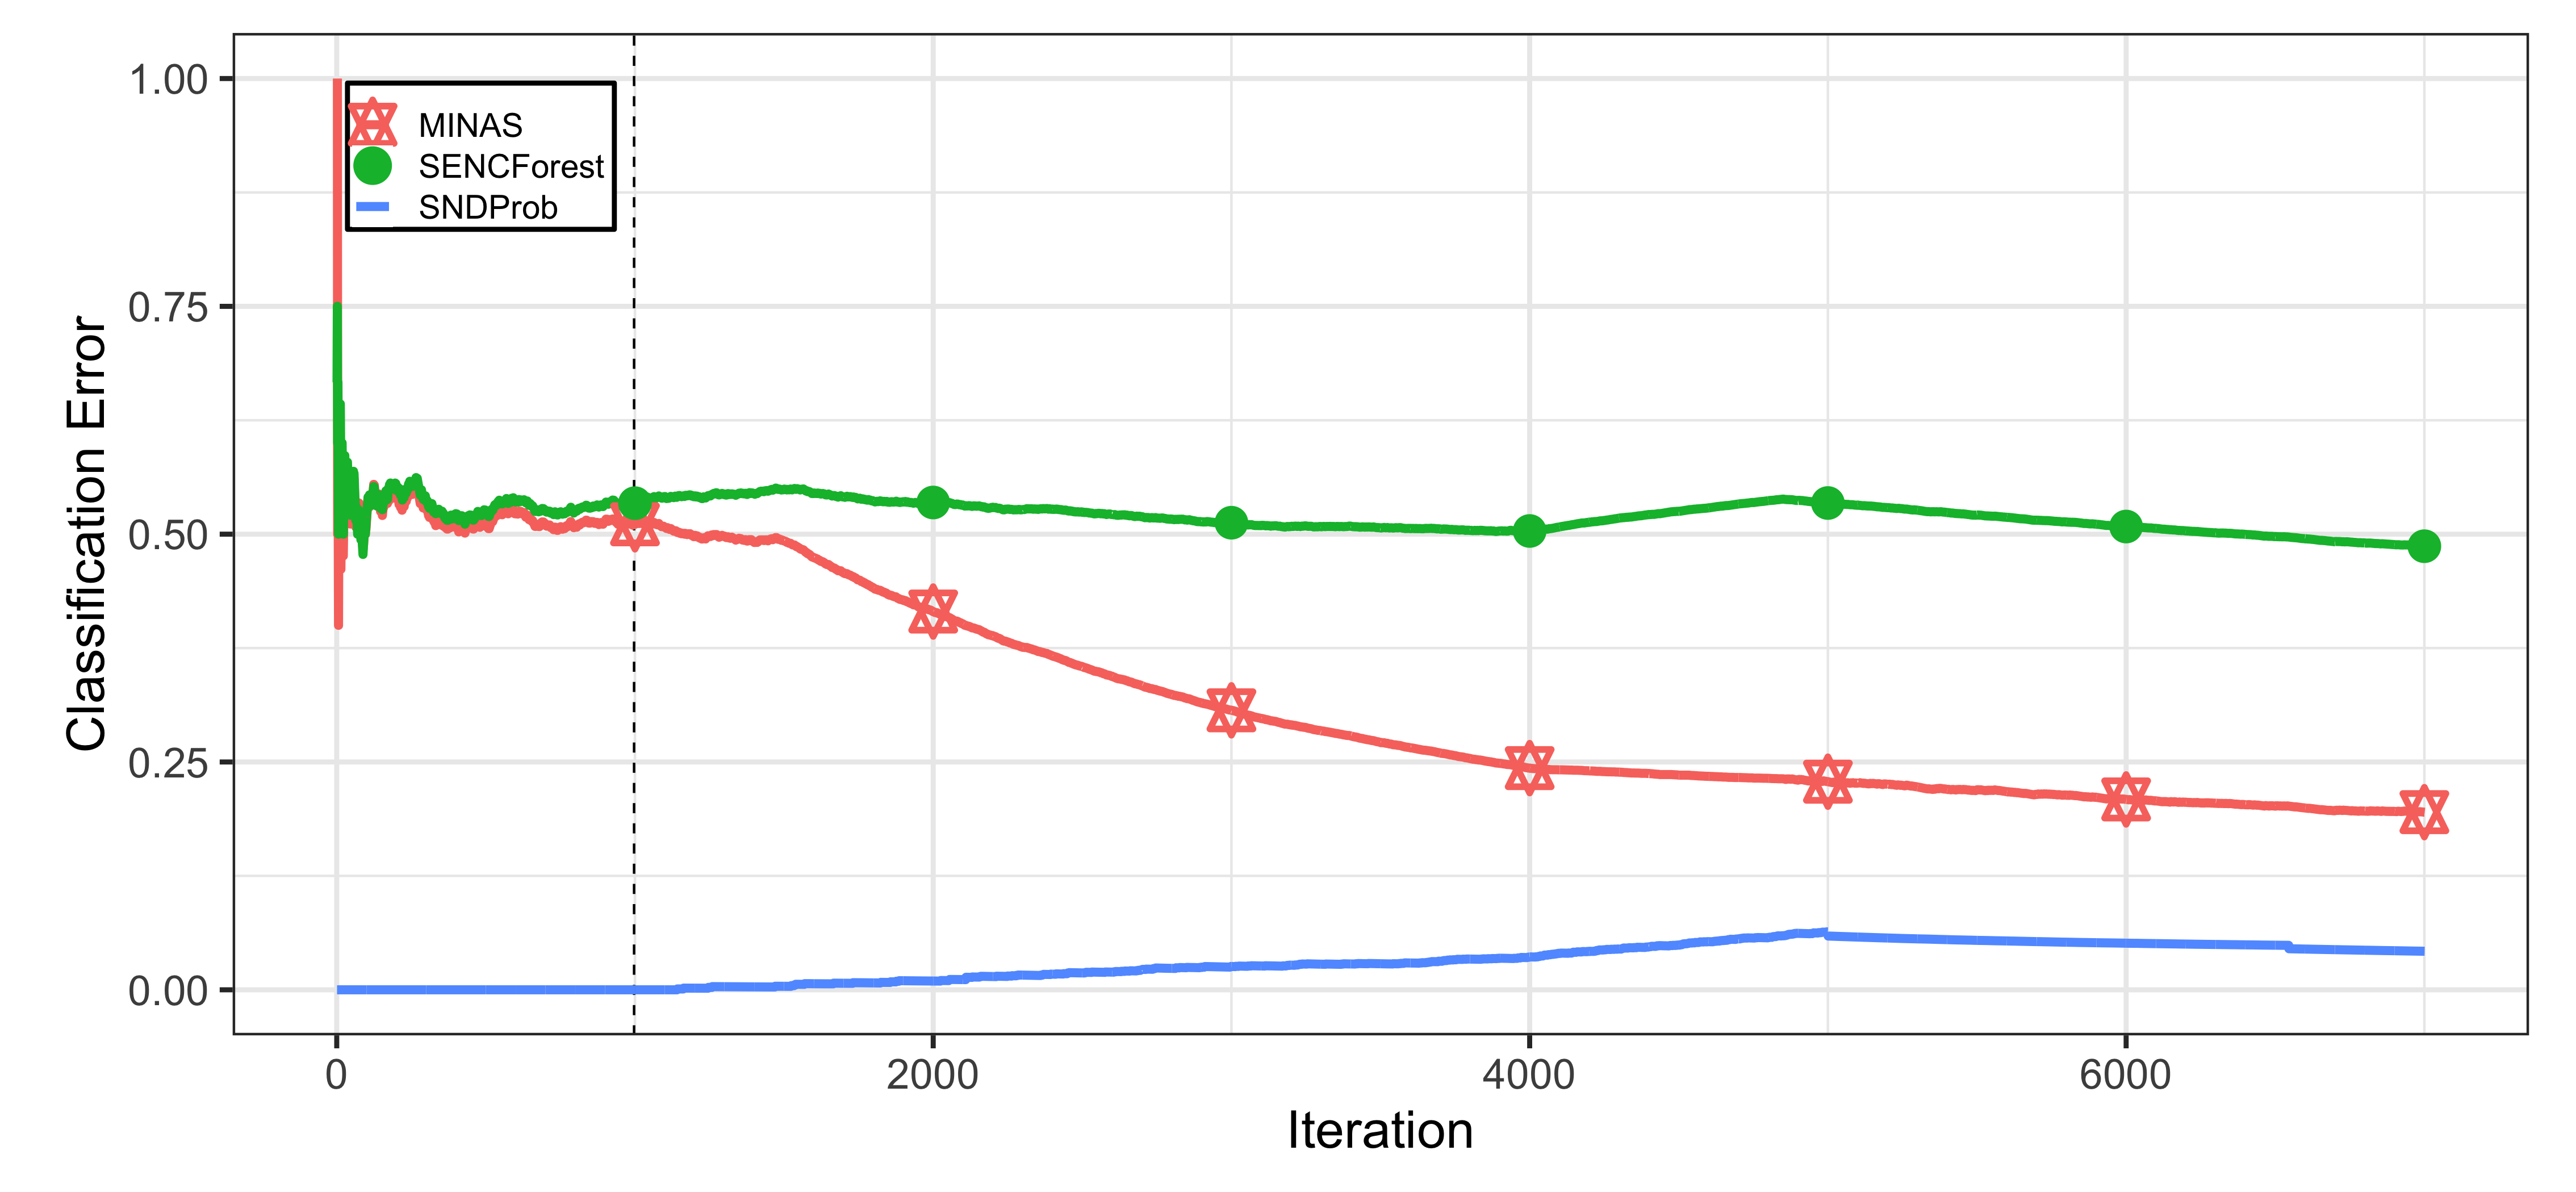 1.00
0.75
0.50
0.25
0.00
Classification Error
MINAS
SENCForest
SNDProb
0
2000
4000
6000
Iteration